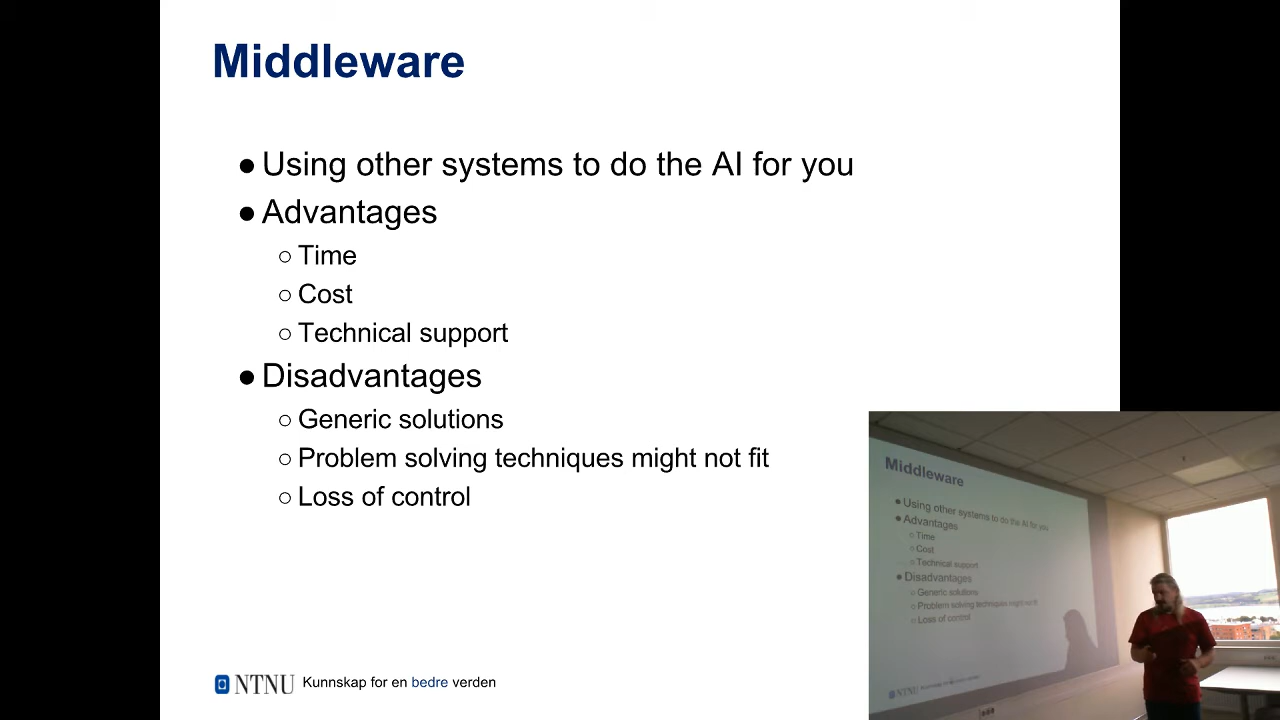 Middleware
● Using other systems to do the AI for you
● Advantages
○ Time
○ Cost
○ Technical support
● Disadvantages
○ Generic solutions
○ Problem solving techniques might not fit
○ Loss of control
NTNU Kunnskap for en bedre verden
Middleware
● Using other systems to do the AI for you
● Advantages
○ Time
○ Cost
○ Technical support
● Disadvantages
○ Generic solutions
○ Problem solving techniques might not fit
○ Loss of control
NTNU